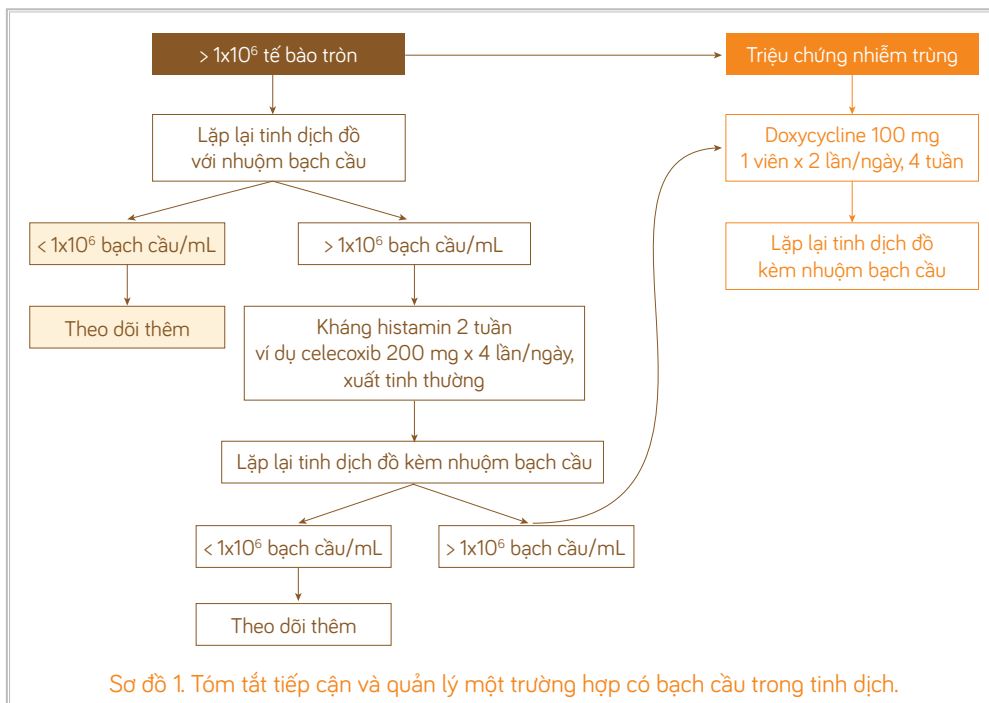 > 1x10⁶ tế bào tròn
Triệu chứng nhiễm trùng
Lặp lại tinh dịch đồ
với nhuộm bạch cầu
Doxycycline 100 mg
1 viên x 2 lần/ngày, 4 tuần
< 1x10⁶ bạch cầu/mL
> 1x10⁶ bạch cầu/mL
Lặp lại tinh dịch đồ
kèm nhuộm bạch cầu
Theo dõi thêm
Kháng histamin 2 tuần
ví dụ celecoxib 200 mg x 4 lần/ngày,
xuất tinh thường
Lặp lại tinh dịch đồ kèm nhuộm bạch cầu
< 1x10⁶ bạch cầu/mL
> 1x10⁶ bạch cầu/mL
Theo dõi thêm
Sơ đồ 1. Tóm tắt tiếp cận và quản lý một trường hợp có bạch cầu trong tinh dịch.